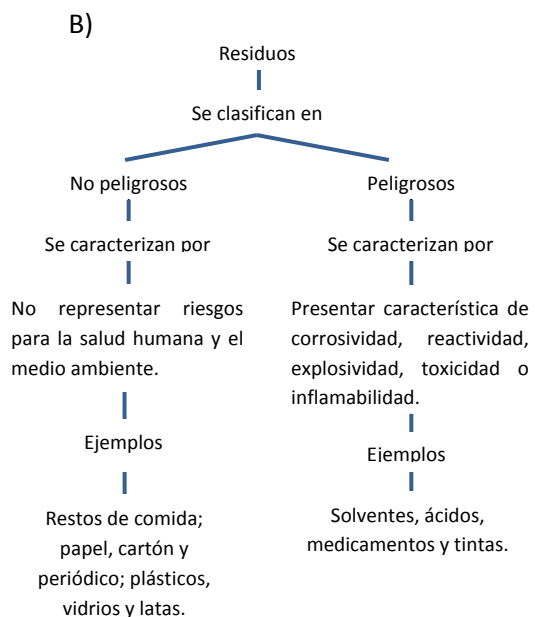 B)
Residuos
Se clasifican en
No peligrosos
Se caracterizan por
No representar riesgos
para la salud humana y el
medio ambiente.
Ejemplos
Restos de comida;
papel, cartón y
periódico; plásticos,
vidrios y latas.
Peligrosos
Se caracterizan por
Presentar característica de
corrosividad, reactividad,
explosividad, toxicidad o
inflamabilidad.
Ejemplos
Solventes, ácidos,
medicamentos y tintas.